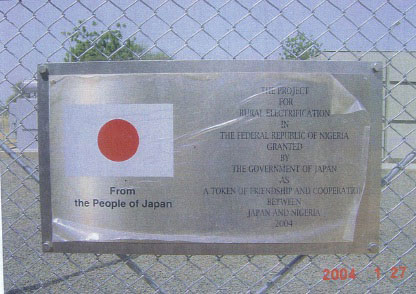 From
the People of Japan
THE PROJECT
FOR
RURAL ELECTRIFICATION
IN
THE FEDERAL REPUBLIC OF NIGERIA
GRANTED
BY
THE GOVERNMENT OF JAPAN
AS
A TOKEN OF FRIENDSHIP AND COOPERATION
BETWEEN
JAPAN AND NIGERIA
2004
2004 1 27